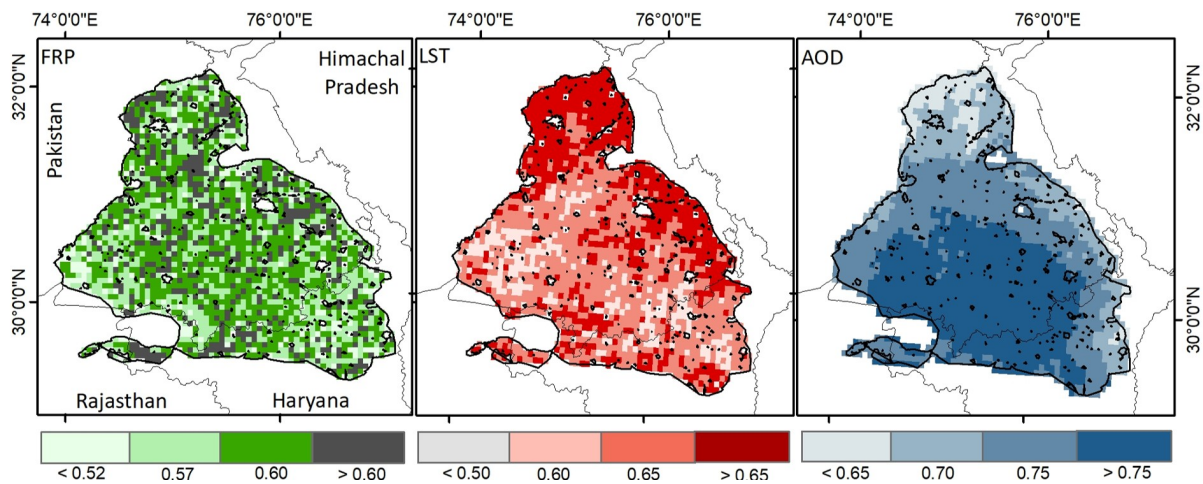 74°0'0"E 76°0'0"E 74°0'0"E 76°0'0"E 74°0'0"E 76°0'0"E
FRP
Himachal
Pradesh
LST
AOD
32°0'0"N
32°0'0"N
Pakistan
30°0'0"N
30°0'0"N
Rajasthan
Haryana
< 0.52 0.57 0.60 > 0.60
< 0.50 0.60 0.65 > 0.65
< 0.65 0.70 0.75 > 0.75